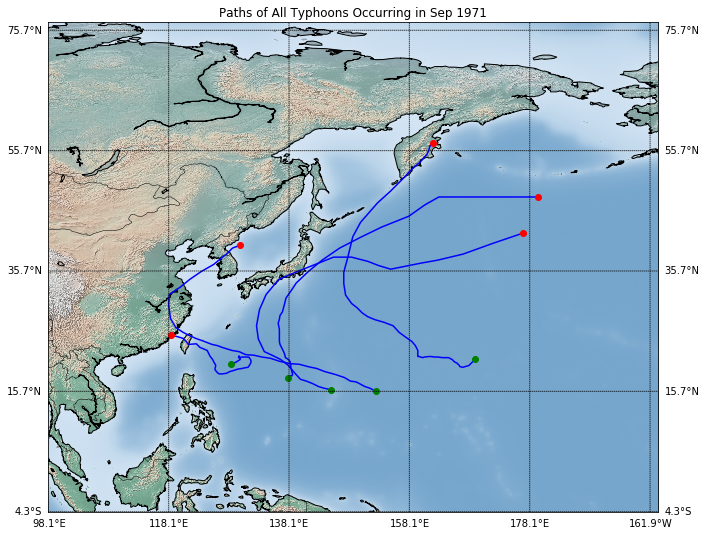 Paths of All Typhoons Occurring in Sep 1971
75.7°N 75.7°N
55.7°N 55.7°N
35.7°N 35.7°N
15.7°N 15.7°N
4.3°S 4.3°S
98.1°E 118.1°E 138.1°E 158.1°E 178.1°E 161.9°W